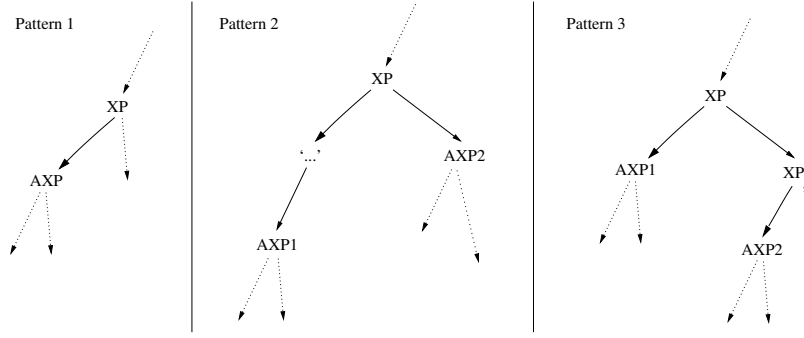 Pattern 1
XP
AXP
Pattern 2
XP
'...'
AXP2
AXP1
Pattern 3
XP
AXP1
XP
AXP2